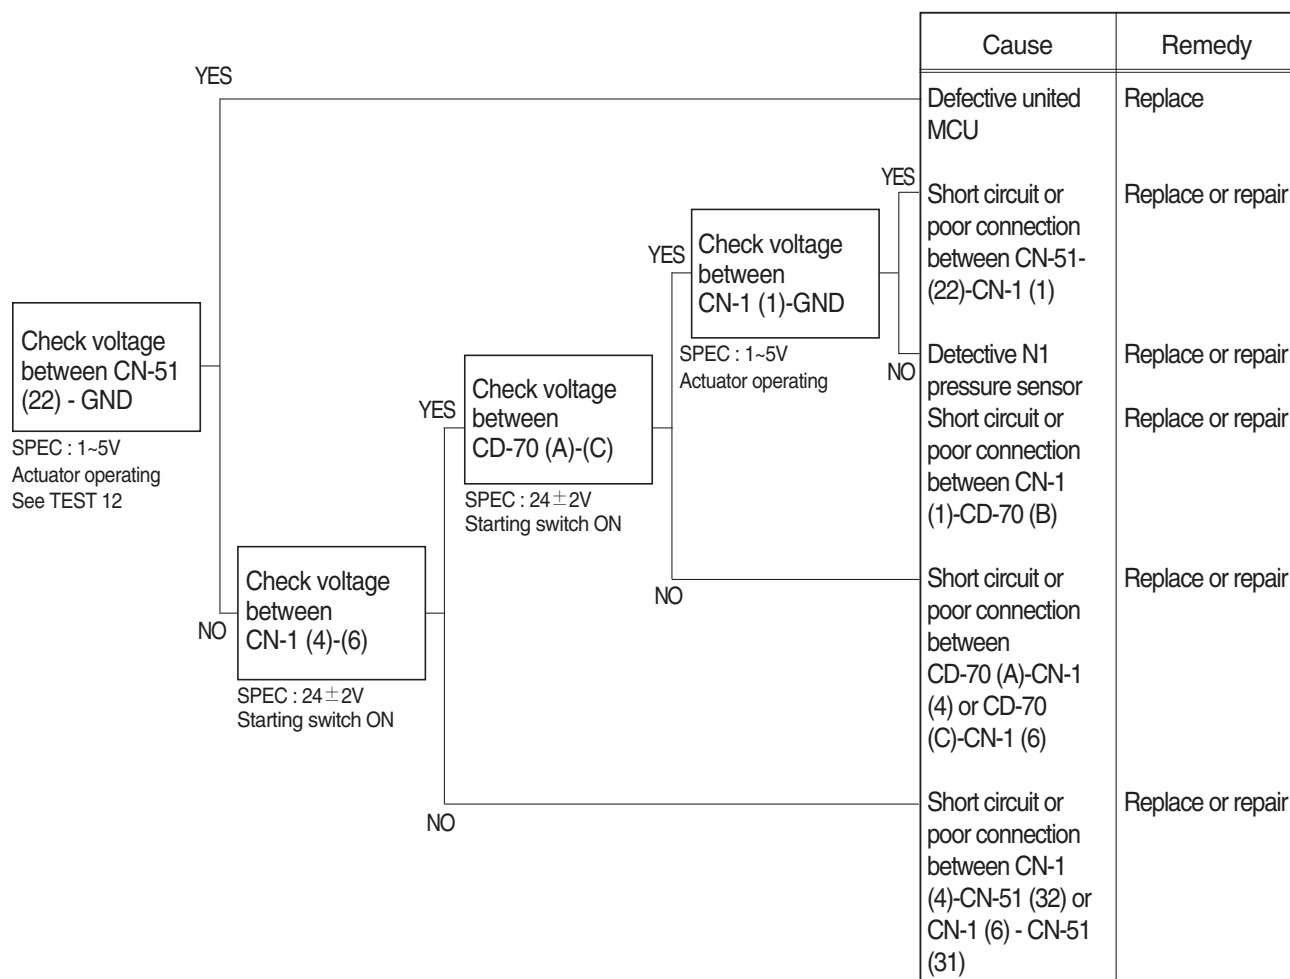 Cause
Remedy
YES
Defective united
MCU
Replace
YES
Short circuit or
poor connection
between CN-51-
(22)-CN-1 (1)
Replace or repair
YES
Check voltage
between
CN-1 (1)-GND
SPEC : 1~5V
Actuator operating
NO
Detective N1
pressure sensor
Replace or repair
Short circuit or
poor connection
between CN-1
(1)-CD-70 (B)
Replace or repair
Check voltage
between CN-51
(22) - GND
SPEC : 1~5V
Actuator operating
See TEST 12
YES
Check voltage
between
CD-70 (A)-(C)
SPEC : 24±2V
Starting switch ON
NO
Short circuit or
poor connection
between
CD-70 (A)-CN-1
(4) or CD-70
(C)-CN-1 (6)
Replace or repair
NO
Check voltage
between
CN-1 (4)-(6)
SPEC : 24±2V
Starting switch ON
NO
Short circuit or
poor connection
between CN-1
(4)-CN-51 (32) or
CN-1 (6) - CN-51
(31)
Replace or repair